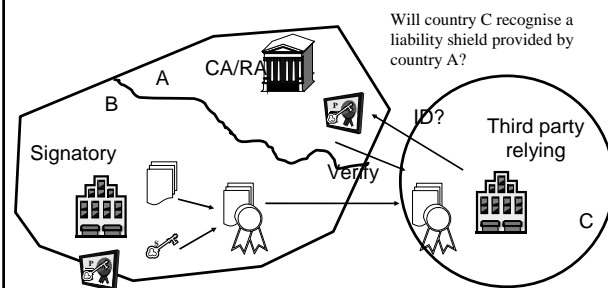 Will country C recognise a
liability shield provided by
country A?
A
CA/RA
B
ID?
Third party
relying
Signatory
Verify
P
S
P
C